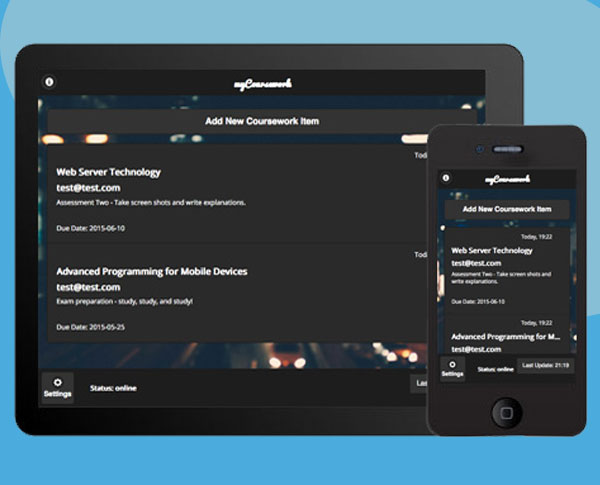 myCoursework
Add New Coursework Item
Toda
Web Server Technology
test@test.com
Assessment Two - Take screen shots and write explanations.
Due Date: 2015-06-10
Toda
Advanced Programming for Mobile Devices
test@test.com
Exam preparation - study, study, and study!
Due Date: 2015-05-25
Settings
Status: online
Las
myCoursework
Add New Coursework Item
Today, 19:22
Web Server Technology
test@test.com
Assessment Two - Take screen shots and
write explanations.
Due Date: 2015-06-10
Today, 19:22
Advanced Programming for M...
test@test.com
Settings
Status: online
Last Update: 21:19